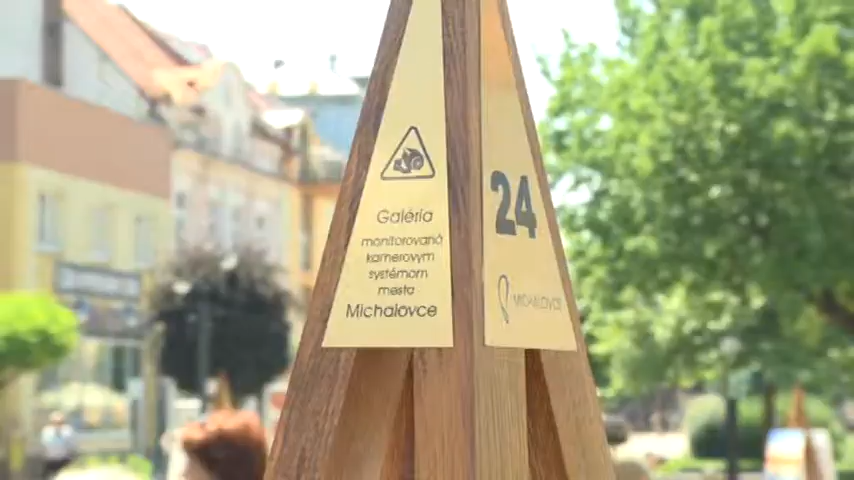 Galéria
monitorovaná
kamerovým
systémom
mesta
Michalovce
24
MICHALOVCE